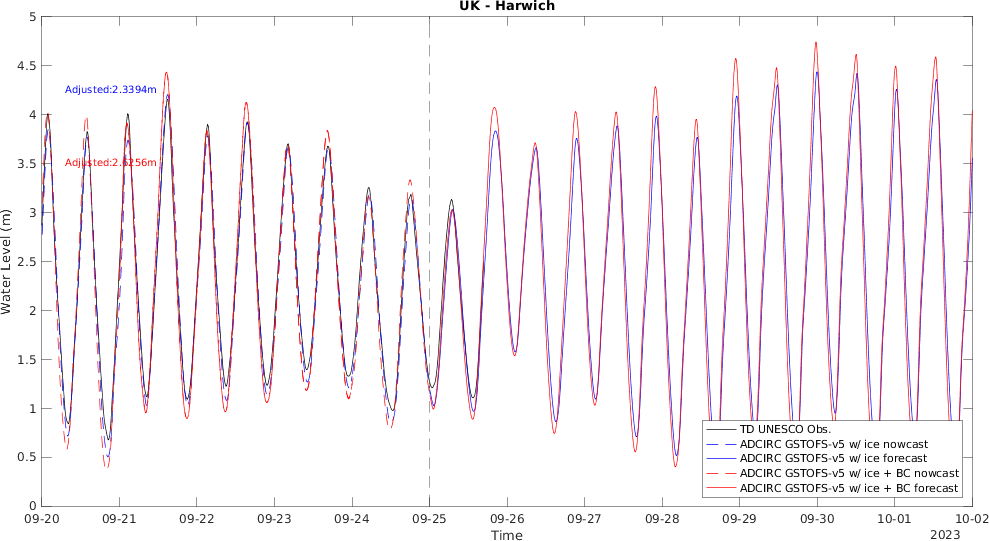 UK - Harwich
5
4.5
4
3.5
3
2.5
2
1.5
1
0.5
0
Water Level (m)
Adjusted:2.3394m
Adjusted:2.6256m
TD UNESCO Obs.
ADCIRC GSTOFS-v5 w/ ice nowcast
ADCIRC GSTOFS-v5 w/ ice forecast
ADCIRC GSTOFS-v5 w/ ice + BC nowcast
ADCIRC GSTOFS-v5 w/ ice + BC forecast
09-20 09-21 09-22 09-23 09-24 09-25 09-26 09-27 09-28 09-29 09-30 10-01 10-02
Time
2023